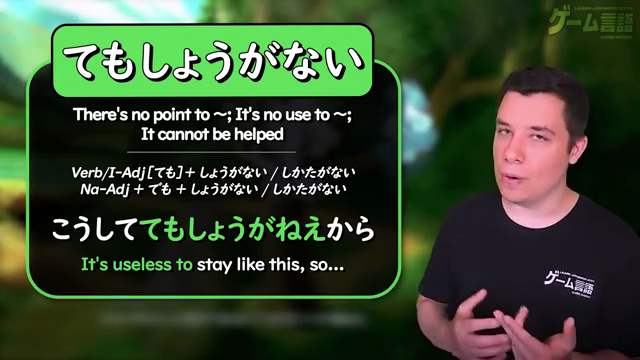 てもしょうがない
There's no point to ～; It's no use to ～;
It cannot be helped
Verb/I-Adj[ても]+しょうがない/しかたがない
Na-Adj+でも+しょうがない/しかたがない
こうしててもしょうがねえから
It's useless to stay like this, so...
ゲーム言語
ゲーム言語